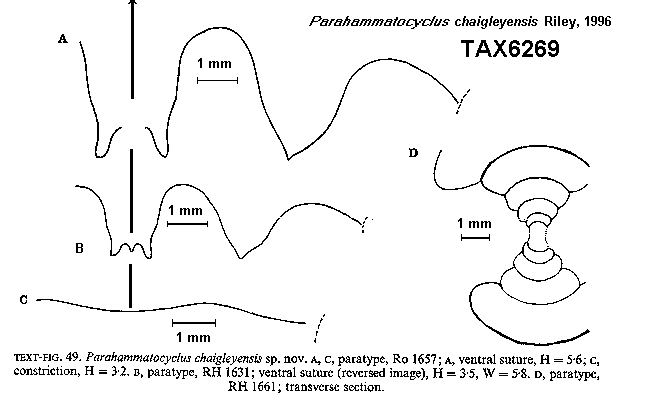 Parahammatocyclus chaigleyensis Riley, 1996
TAX6269
A
1 mm
D
1 mm
1 mm
B
C
1 mm
TEXT-FIG. 49. Parahammatocyclus chaigleyensis sp. nov. A, C, paratype, Ro 1657; A, ventral suture, H = 5·6; C,
constriction, H = 3·2. B, paratype, RH 1631; ventral suture (reversed image), H = 3·5, W = 5·8. D, paratype,
RH 1661; transverse section.